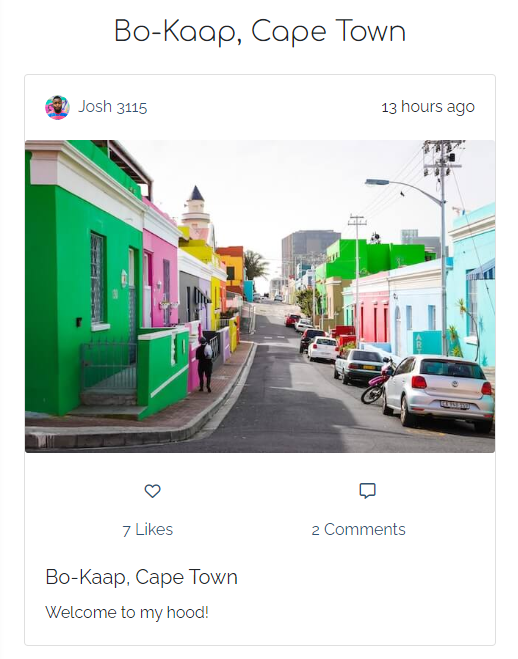 Bo-Kaap, Cape Town
Josh 3115
13 hours ago
7 Likes
2 Comments
Bo-Kaap, Cape Town
Welcome to my hood!